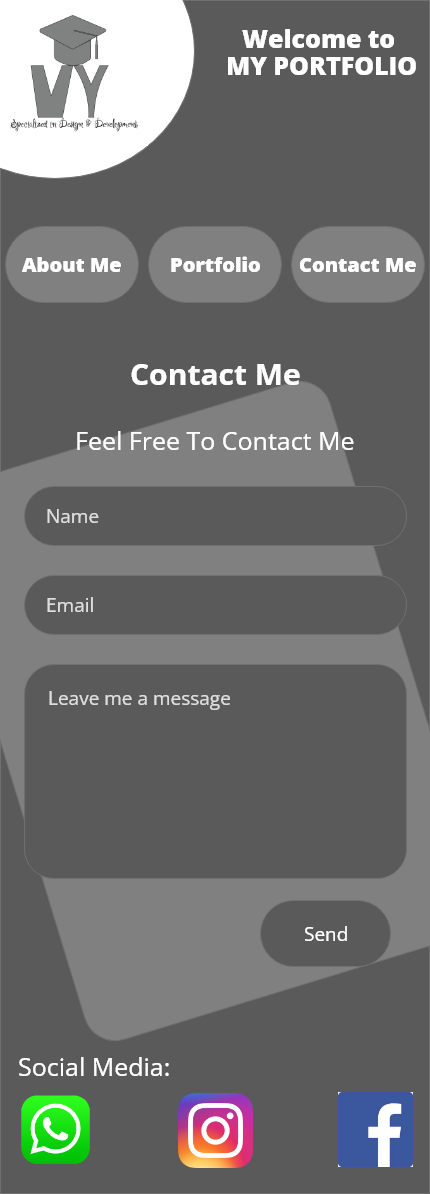 VY
Specialized in Design & Development
Welcome to
MY PORTFOLIO
About Me
Portfolio
Contact Me
Contact Me
Feel Free To Contact Me
Name
Email
Leave me a message
Send
Social Media: